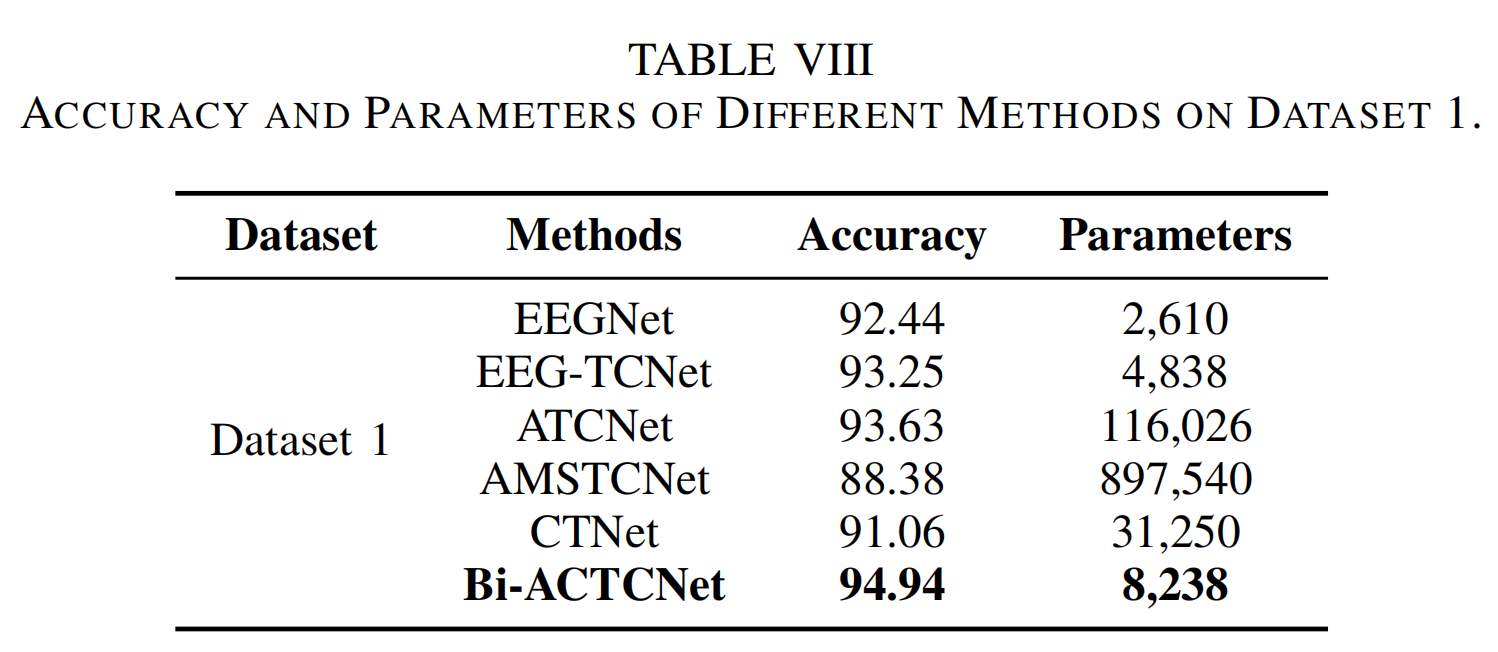 TABLE VIII
ACCURACY AND PARAMETERS OF DIFFERENT METHODS ON DATASET 1.
Dataset Methods Accuracy Parameters
EEGNet 92.44 2,610
EEG-TCNet 93.25 4,838
ATCNet 93.63 116,026
Dataset 1
AMSTCNet 88.38 897,540
CTNet 91.06 31,250
Bi-ACTCNet 94.94 8,238